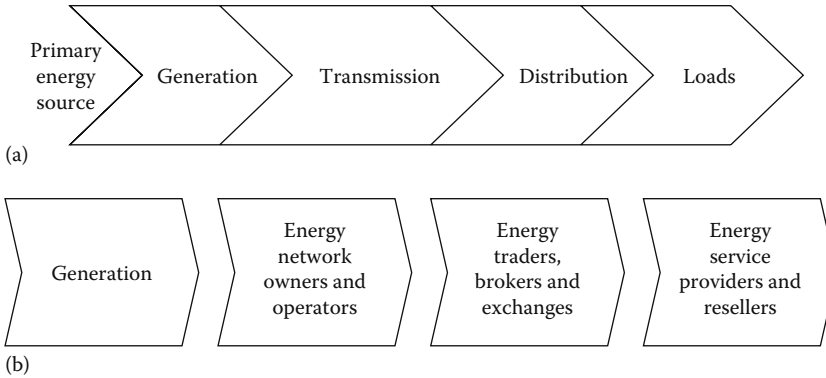 Primary
energy
source
Generation
Transmission
Distribution
Loads
(a)
Generation
Energy
network
owners and
operators
Energy
traders,
brokers and
exchanges
Energy
service
providers and
resellers
(b)